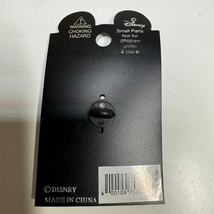 WARNING
CHOKING
HAZARD
Disney
Small Parts
Not for
children
under
3 years
©DISNEY
MADE IN CHINA